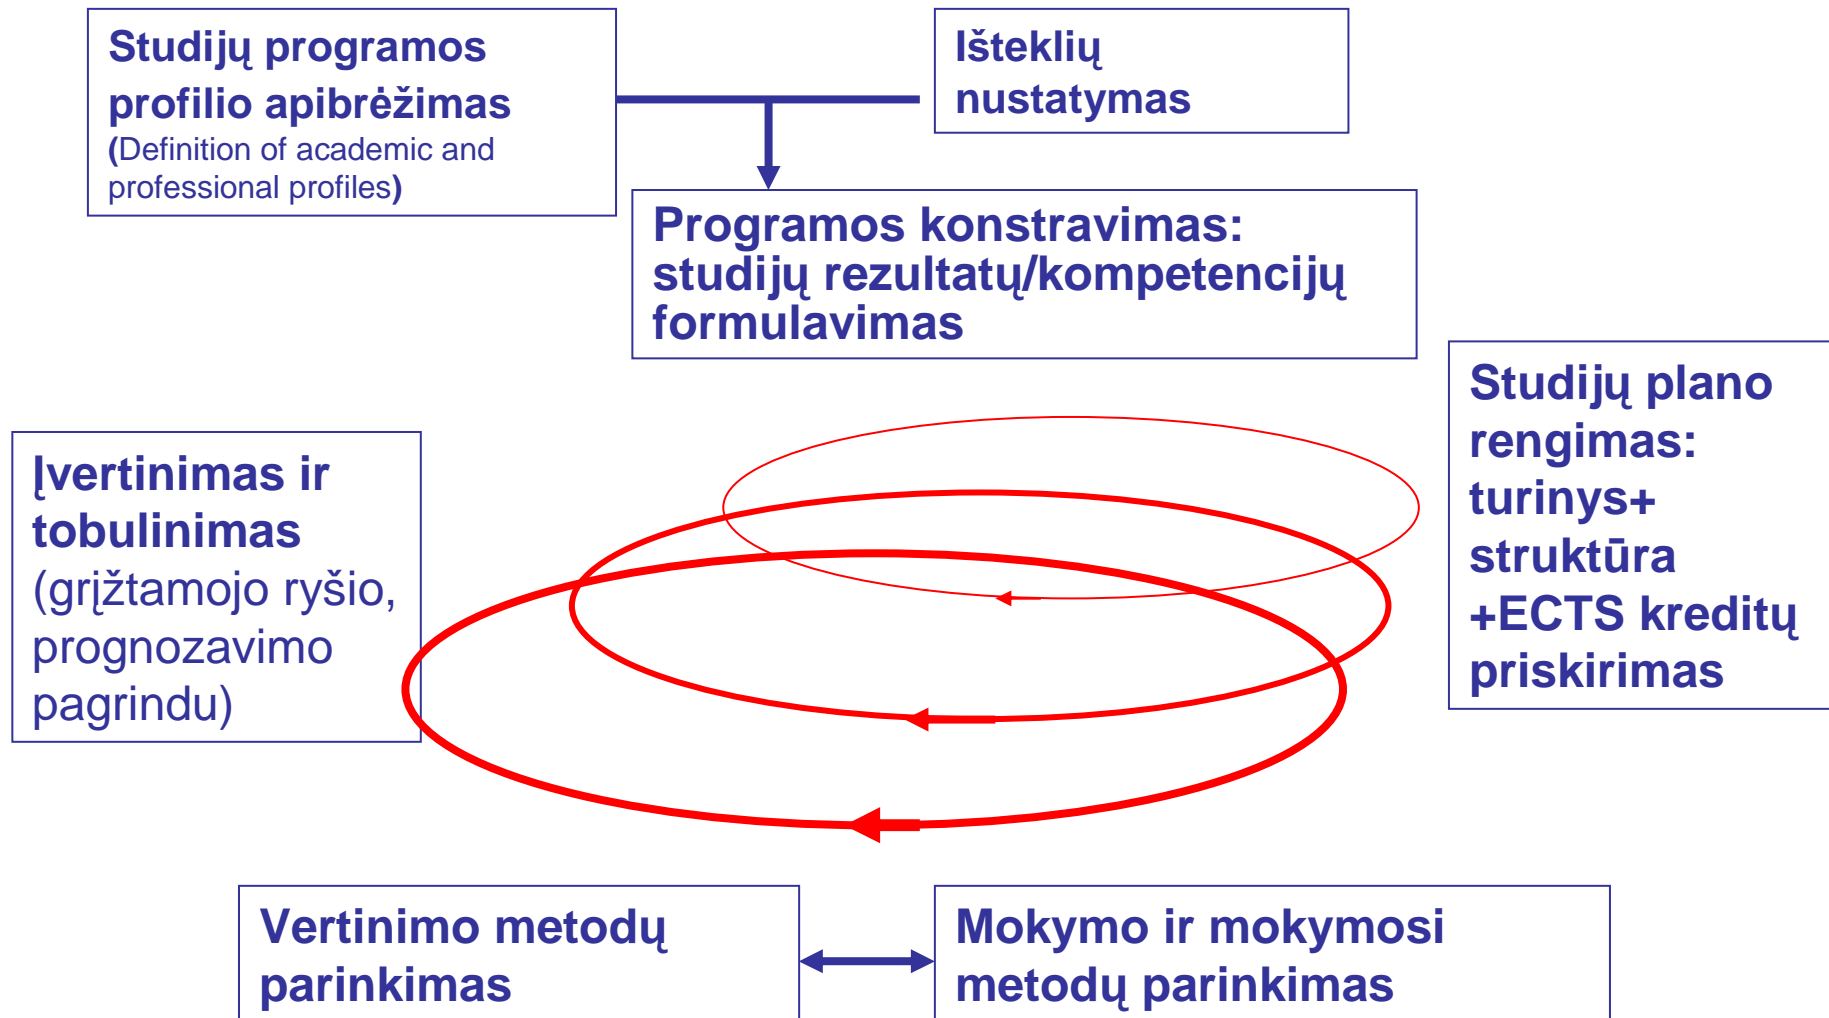 Studijų programos
profilio apibrėžimas
(Definition of academic and
professional profiles)
Išteklių
nustatymas
Programos konstravimas:
studijų rezultatų/kompetencijų
formulavimas
Studijų plano
rengimas:
turinys+
struktūra
+ECTS kreditų
priskirimas
Įvertinimas ir
tobulinimas
(grįžtamojo ryšio,
prognozavimo
pagrindu)
Vertinimo metodų
parinkimas
Mokymo ir mokymosi
metodų parinkimas